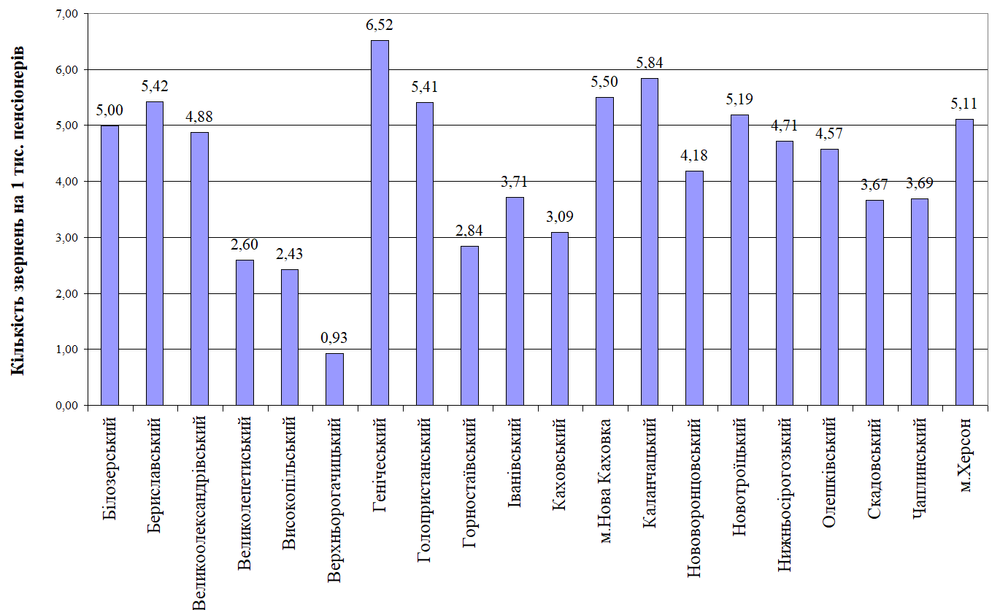 Кількість звернень на 1 тис. пенсіонерів
7,00
6,00
5,00
4,00
3,00
2,00
1,00
0,00
5,00
5,42
4,88
2,60
2,43
0,93
6,52
5,41
2,84
3,71
3,09
5,50
5,84
4,18
5,19
4,71
4,57
3,67
3,69
5,11
Білозерський
Бериславський
Великоолександрівський
Великолепетиський
Високопільський
Верхньорогачицький
Генічеський
Голопристанський
Горностаївський
Іванівський
Каховський
м.Нова Каховка
Каланчацький
Нововоронцовський
Новотроїцький
Нижньосірогозький
Олешківський
Скадовський
Чаплинський
м.Херсон